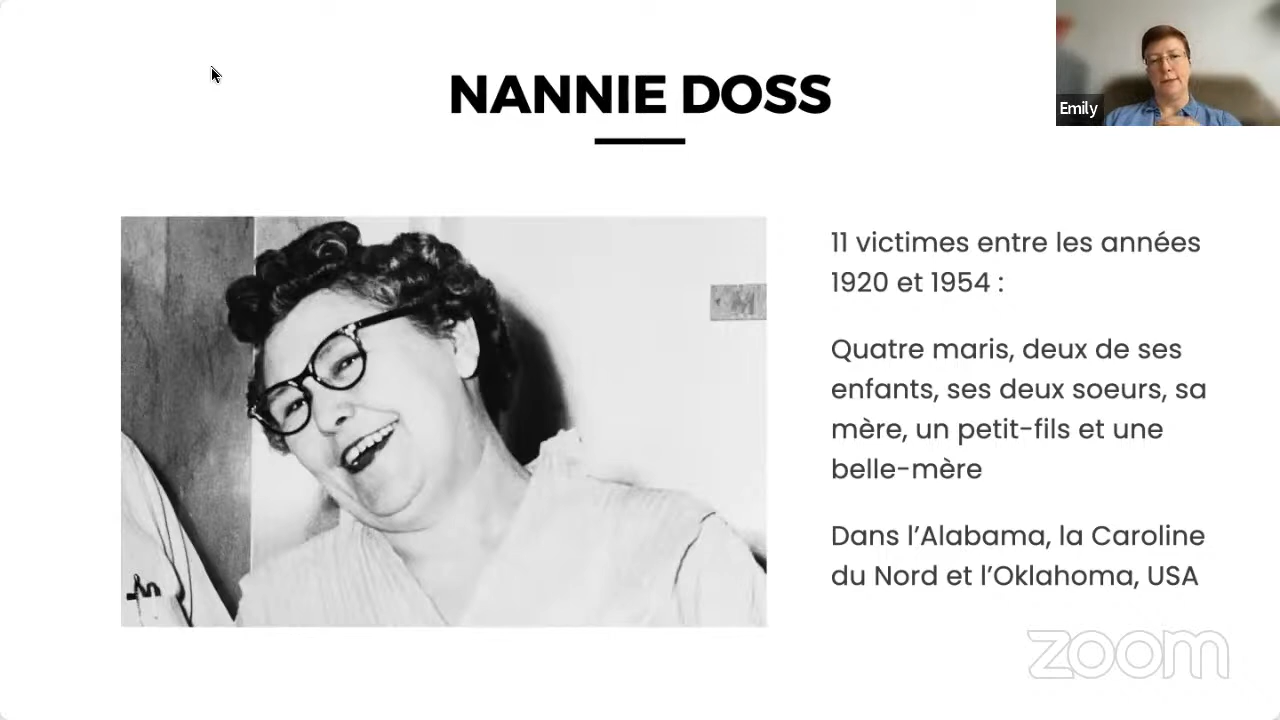 NANNIE DOSS
Emily
11 victimes entre les années
1920 et 1954 :
Quatre maris, deux de ses
enfants, ses deux soeurs, sa
mère, un petit-fils et une
belle-mère
Dans l’Alabama, la Caroline
du Nord et l’Oklahoma, USA
zoom